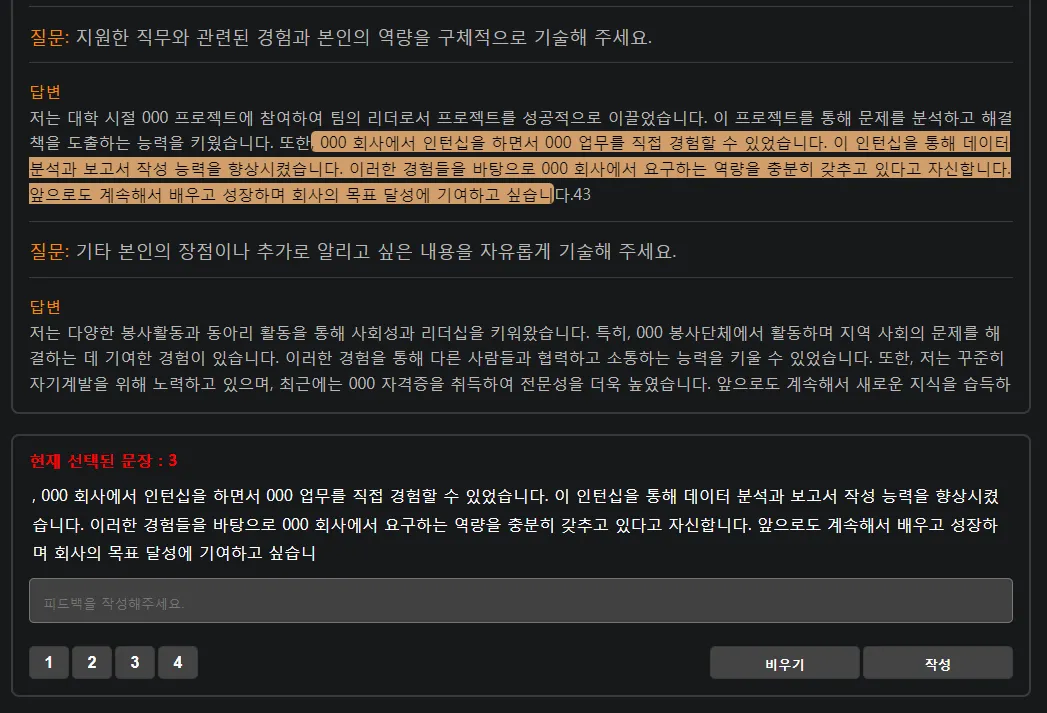 질문: 지원한 직무와 관련된 경험과 본인의 역량을 구체적으로 기술해 주세요.
답변
저는 대학 시절 000 프로젝트에 참여하여 팀의 리더로서 프로젝트를 성공적으로 이끌었습니다. 이 프로젝트를 통해 문제를 분석하고 해결
책을 도출하는 능력을 키웠습니다. 또한, 000 회사에서 인턴십을 하면서 000 업무를 직접 경험할 수 있었습니다. 이 인턴십을 통해 데이터
분석과 보고서 작성 능력을 향상시켰습니다. 이러한 경험들을 바탕으로 000 회사에서 요구하는 역량을 충분히 갖추고 있다고 자신합니다.
앞으로도 계속해서 배우고 성장하며 회사의 목표 달성에 기여하고 싶습니다.43
질문: 기타 본인의 장점이나 추가로 알리고 싶은 내용을 자유롭게 기술해 주세요.
답변
저는 다양한 봉사활동과 동아리 활동을 통해 사회성과 리더십을 키워왔습니다. 특히, 000 봉사단체에서 활동하며 지역 사회의 문제를 해
결하는 데 기여한 경험이 있습니다. 이러한 경험을 통해 다른 사람들과 협력하고 소통하는 능력을 키울 수 있었습니다. 또한, 저는 꾸준히
자기계발을 위해 노력하고 있으며, 최근에는 000 자격증을 취득하여 전문성을 더욱 높였습니다. 앞으로도 계속해서 새로운 지식을 습득하
현재 선택된 문장 : 3
, 000 회사에서 인턴십을 하면서 000 업무를 직접 경험할 수 있었습니다. 이 인턴십을 통해 데이터 분석과 보고서 작성 능력을 향상시켰
습니다. 이러한 경험들을 바탕으로 000 회사에서 요구하는 역량을 충분히 갖추고 있다고 자신합니다. 앞으로도 계속해서 배우고 성장하
며 회사의 목표 달성에 기여하고 싶습니
피드백을 작성해주세요.
1 2 3 4 비우기 작성